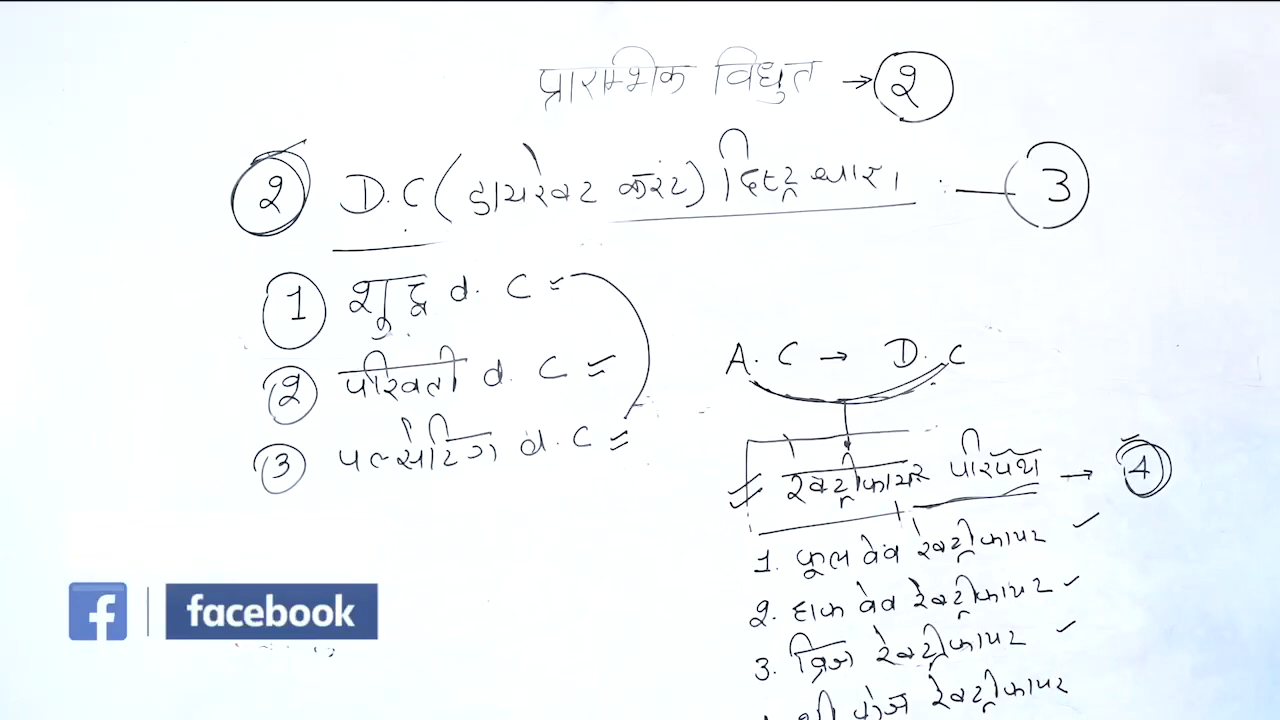 प्रारम्भिक विधुत → २
२ D.C ( डायरेक्ट करंट ) दिष्ट धारा : — 3
1 शुद्ध d. C
२ परिवर्ती d. C
3 पल्सेटिंग d. C
A. C → D. C
रेक्ट्रीफायर परिपथ → 4
1. फूल वेव रेक्ट्रीफायर ✓
२. हाफ वेव रेक्ट्रीफायर ✓
3. ब्रिज रेक्ट्रीफायर ✓
थ्री फेज रेक्ट्रीफायर
f | facebook